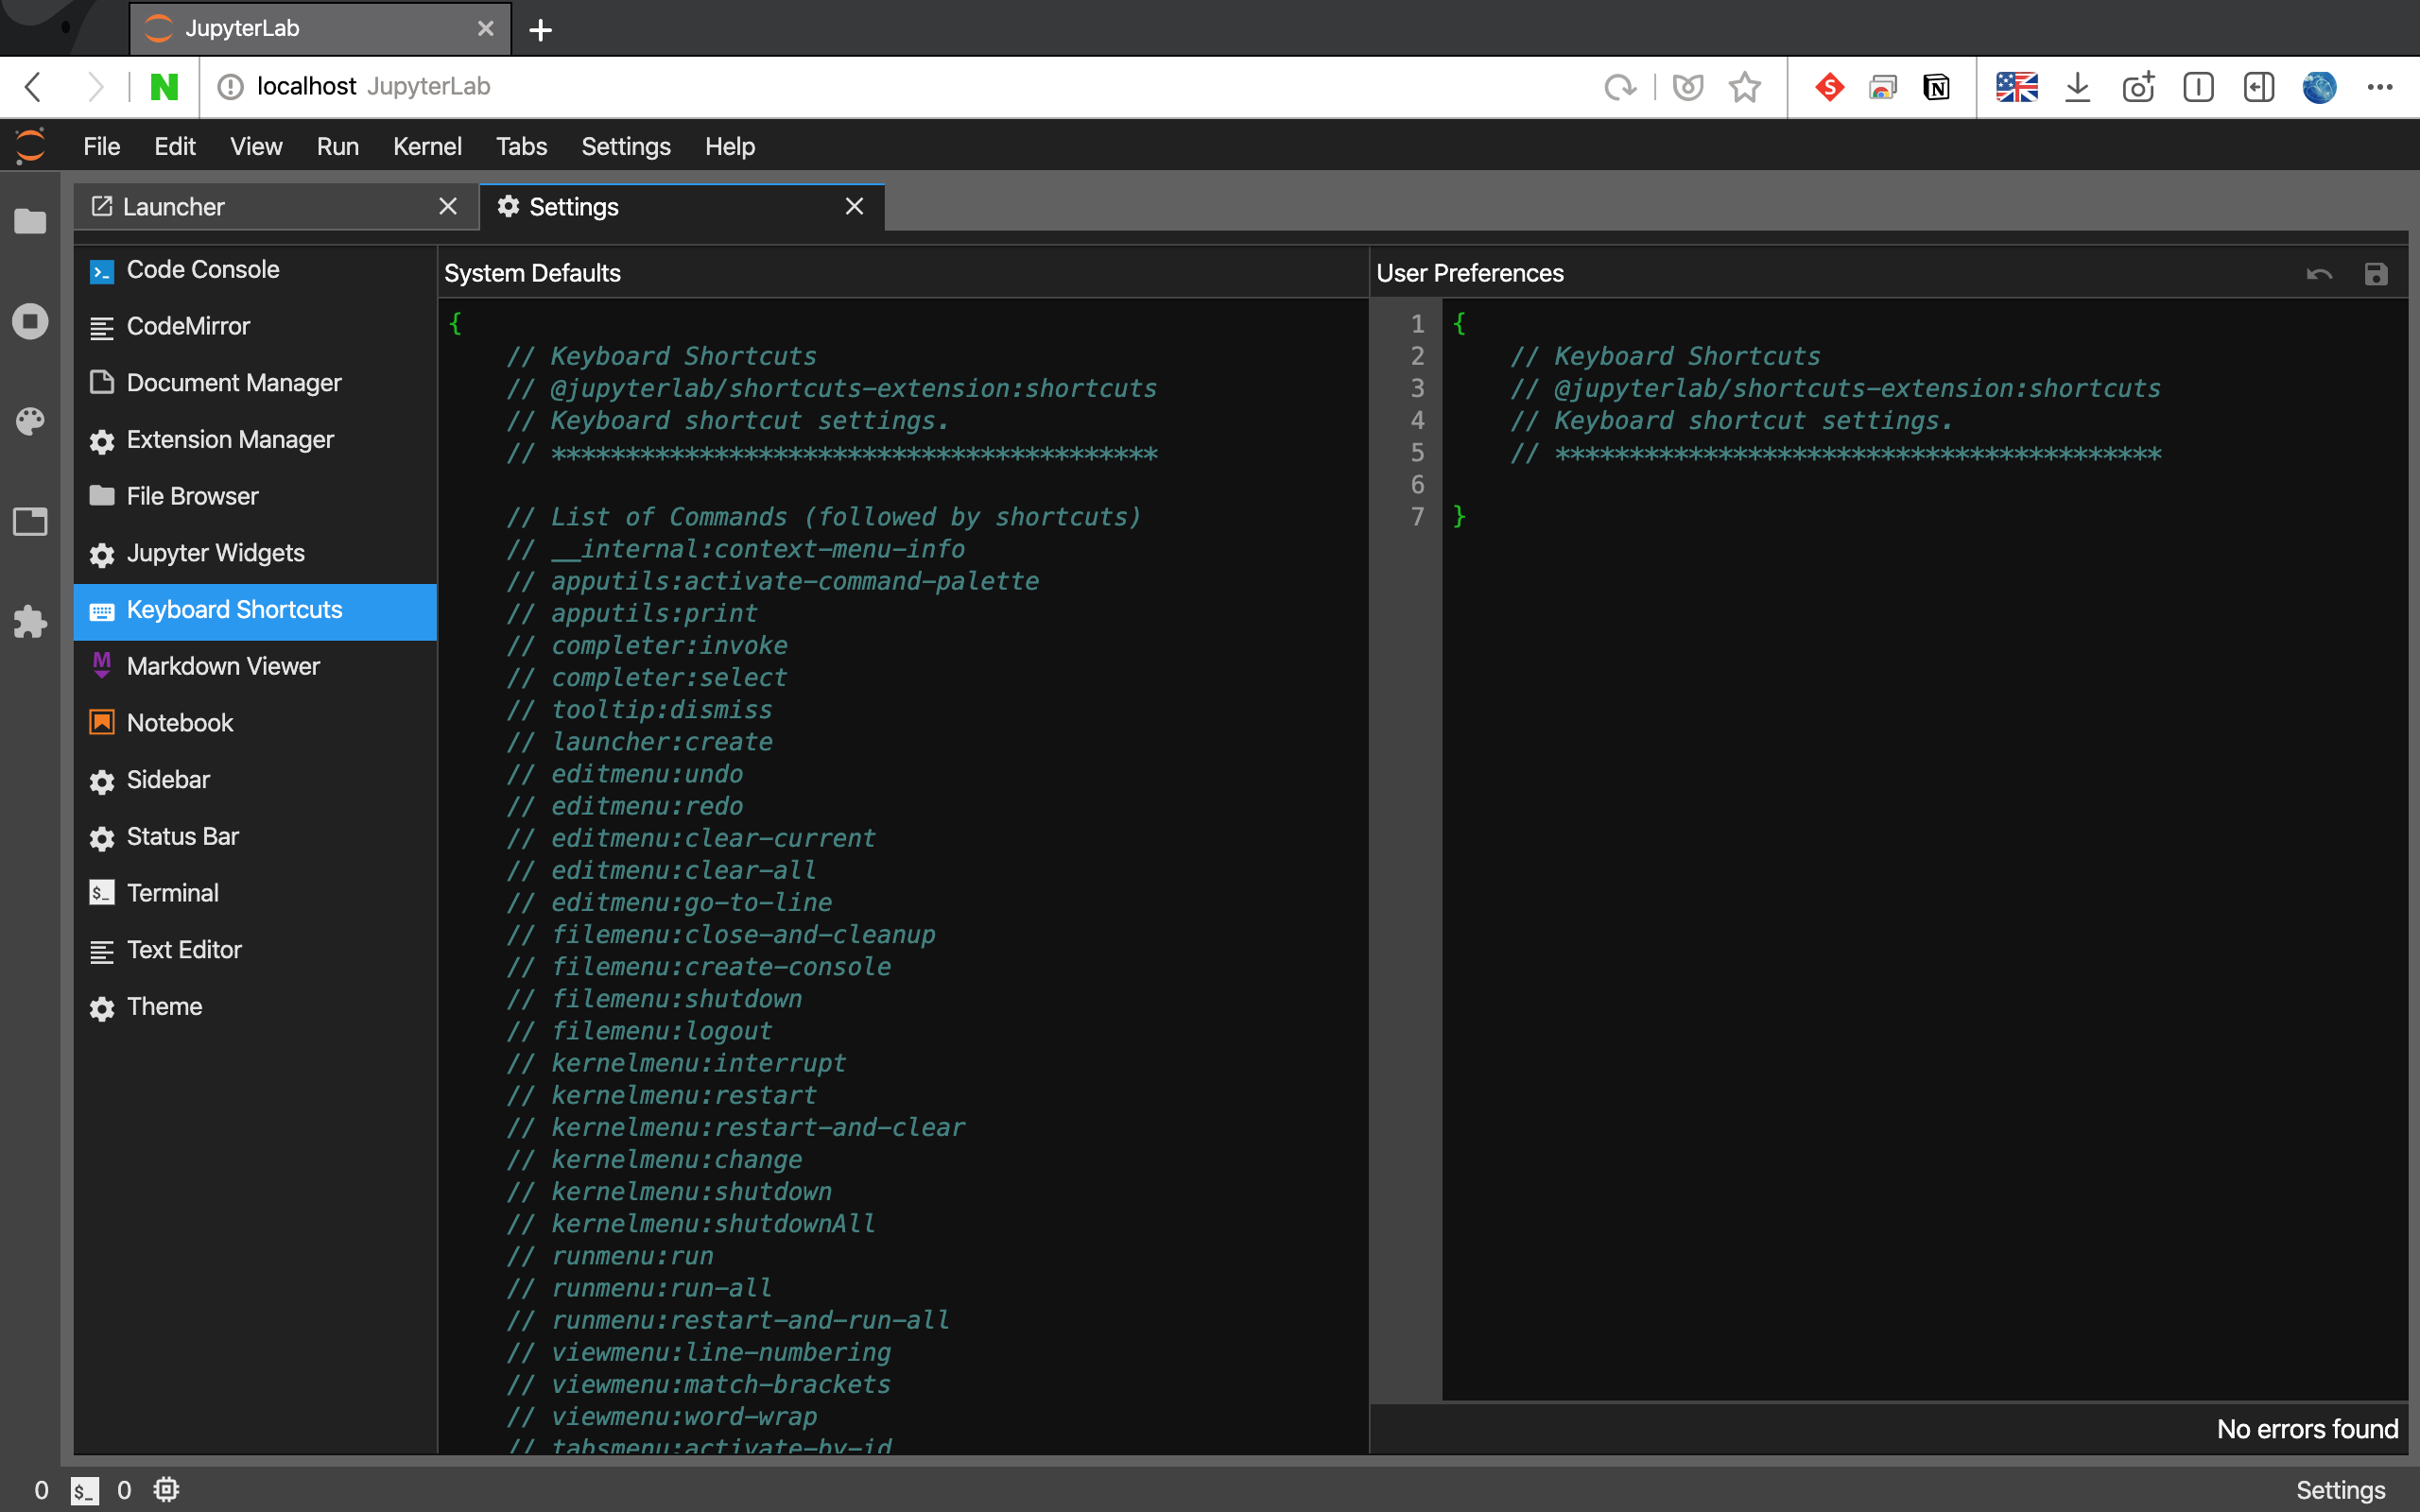 JupyterLab
localhost JupyterLab
File Edit View Run Kernel Tabs Settings Help
Launcher
Settings
Code Console
CodeMirror
Document Manager
Extension Manager
File Browser
Jupyter Widgets
Keyboard Shortcuts
Markdown Viewer
Notebook
Sidebar
Status Bar
Terminal
Text Editor
Theme
System Defaults
{
// Keyboard Shortcuts
// @jupyterlab/shortcuts-extension:shortcuts
// Keyboard shortcut settings.
// *****************************************
// List of Commands (followed by shortcuts)
// __internal:context-menu-info
// apputils:activate-command-palette
// apputils:print
// completer:invoke
// completer:select
// tooltip:dismiss
// launcher:create
// editmenu:undo
// editmenu:redo
// editmenu:clear-current
// editmenu:clear-all
// editmenu:go-to-line
// filemenu:close-and-cleanup
// filemenu:create-console
// filemenu:shutdown
// filemenu:logout
// kernelmenu:interrupt
// kernelmenu:restart
// kernelmenu:restart-and-clear
// kernelmenu:change
// kernelmenu:shutdown
// kernelmenu:shutdownAll
// runmenu:run
// runmenu:run-all
// runmenu:restart-and-run-all
// viewmenu:line-numbering
// viewmenu:match-brackets
// viewmenu:word-wrap
// tabsmenu:activate-by-id
User Preferences
1 {
2 // Keyboard Shortcuts
3 // @jupyterlab/shortcuts-extension:shortcuts
4 // Keyboard shortcut settings.
5 // *****************************************
6
7 }
No errors found
0 $_ 0
Settings